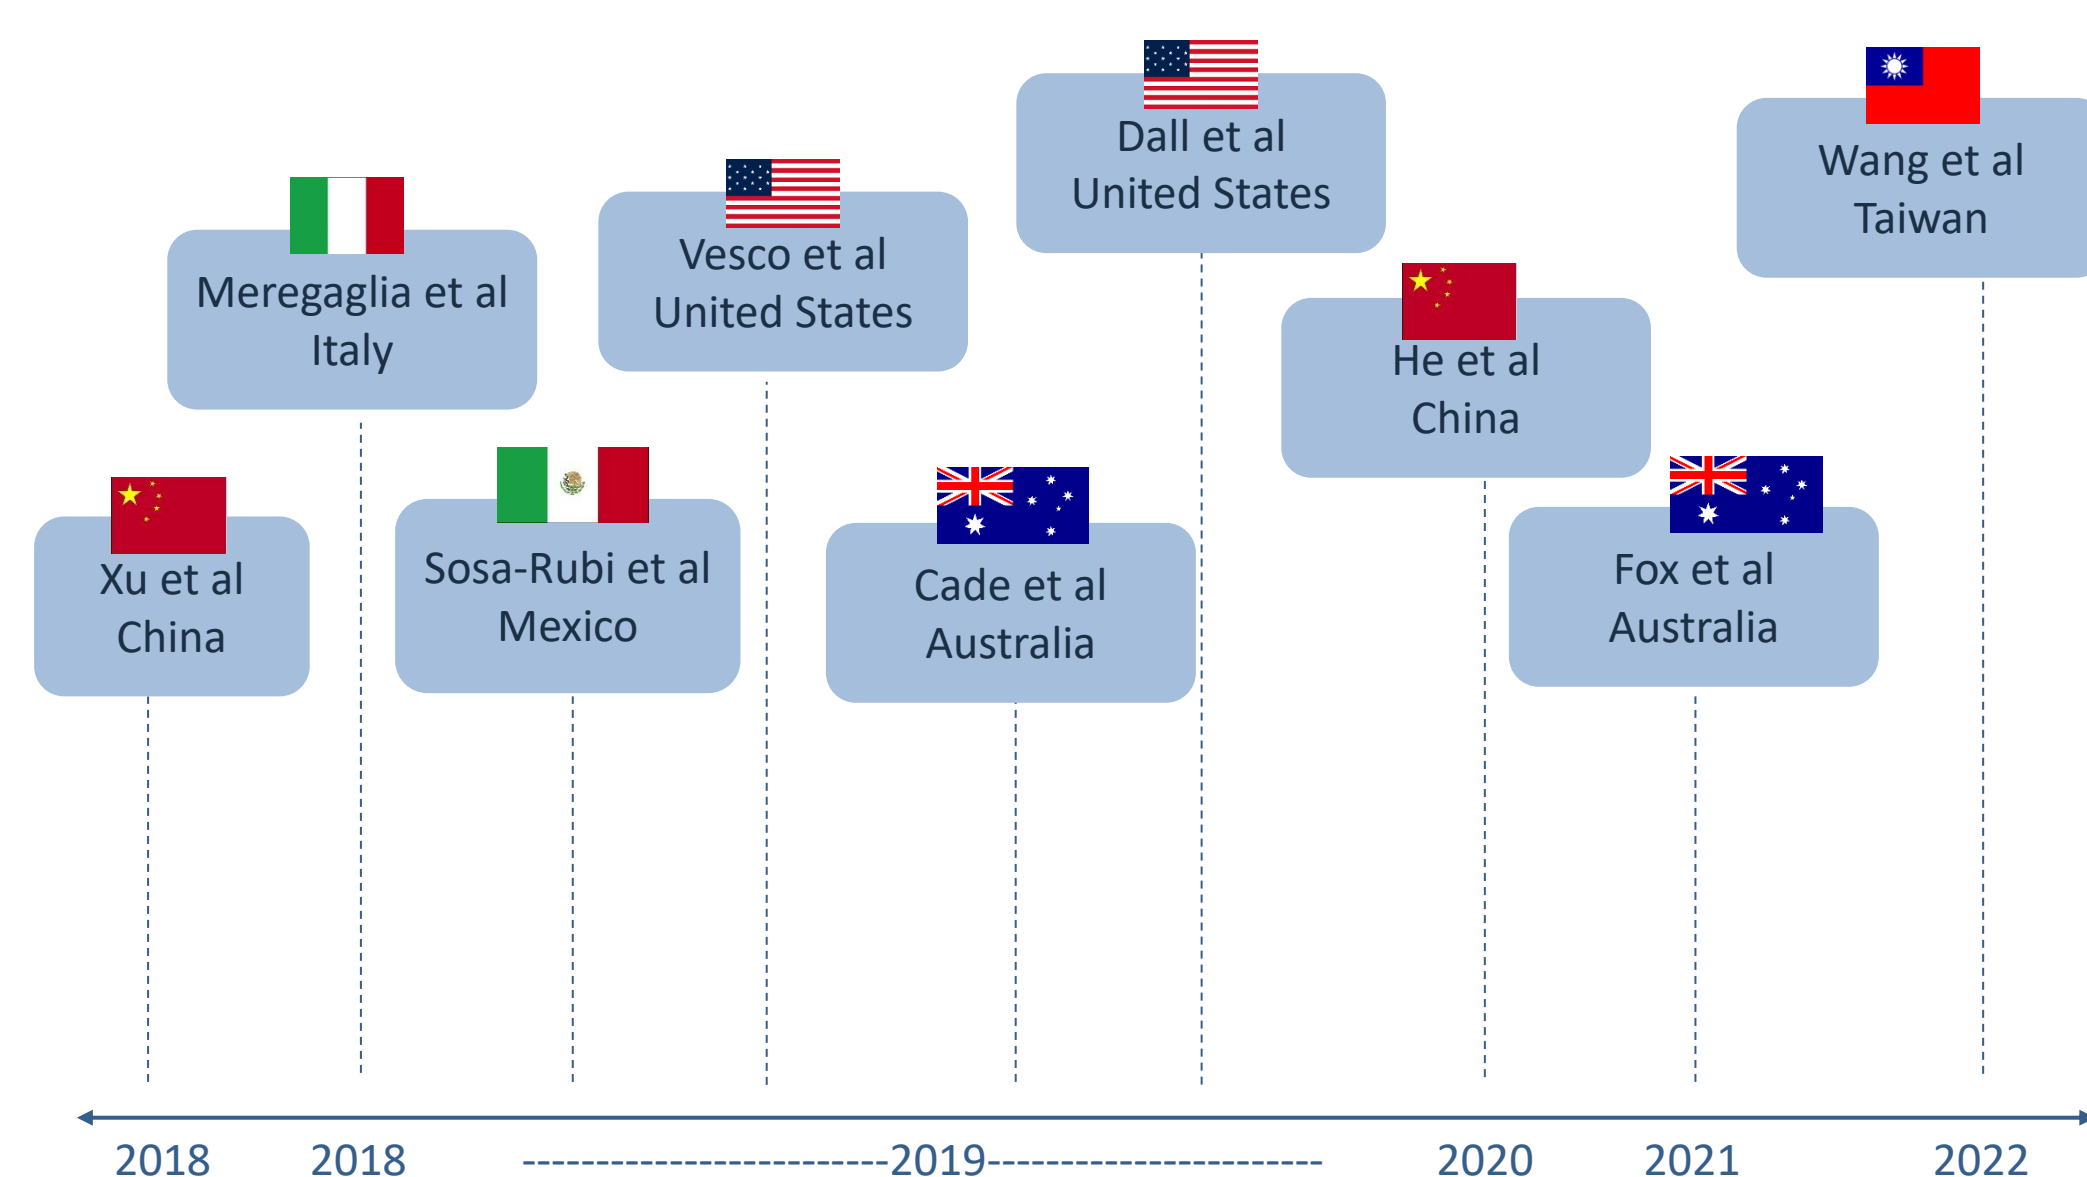 Dall et al
United States
Wang et al
Taiwan
Vesco et al
United States
Meregaglia et al
Italy
He et al
China
Xu et al
China
Sosa-Rubi et al
Mexico
Cade et al
Australia
Fox et al
Australia
2018 2018 -------------------------2019----------------------- 2020 2021 2022